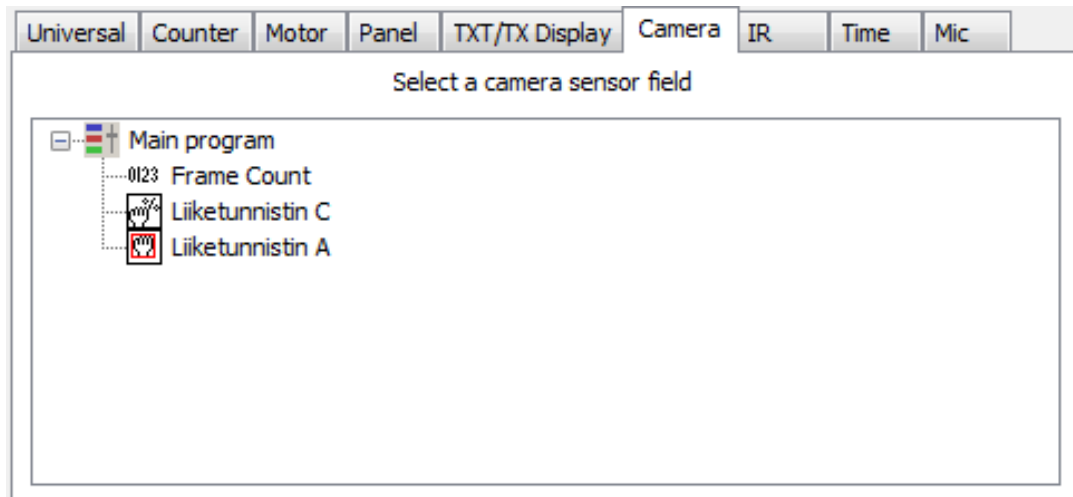 Universal Counter Motor Panel TXT/TX Display Camera IR Time Mic
Select a camera sensor field
Main program
0123 Frame Count
Liiketunnistin C
Liiketunnistin A